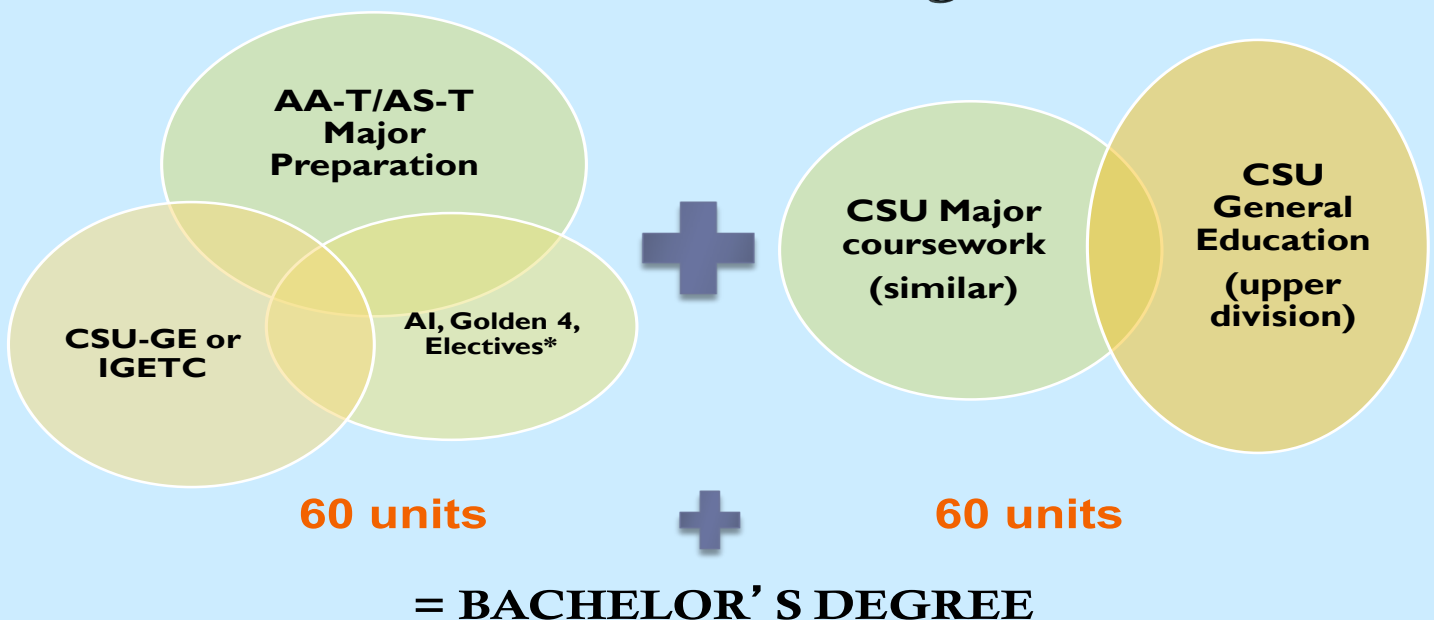 AA-T/AS-T
Major
Preparation
CSU-GE or
IGETC
AI, Golden 4,
Electives*
CSU Major
coursework
(similar)
CSU
General
Education
(upper
division)
60 units
60 units
= BACHELOR’ S DEGREE